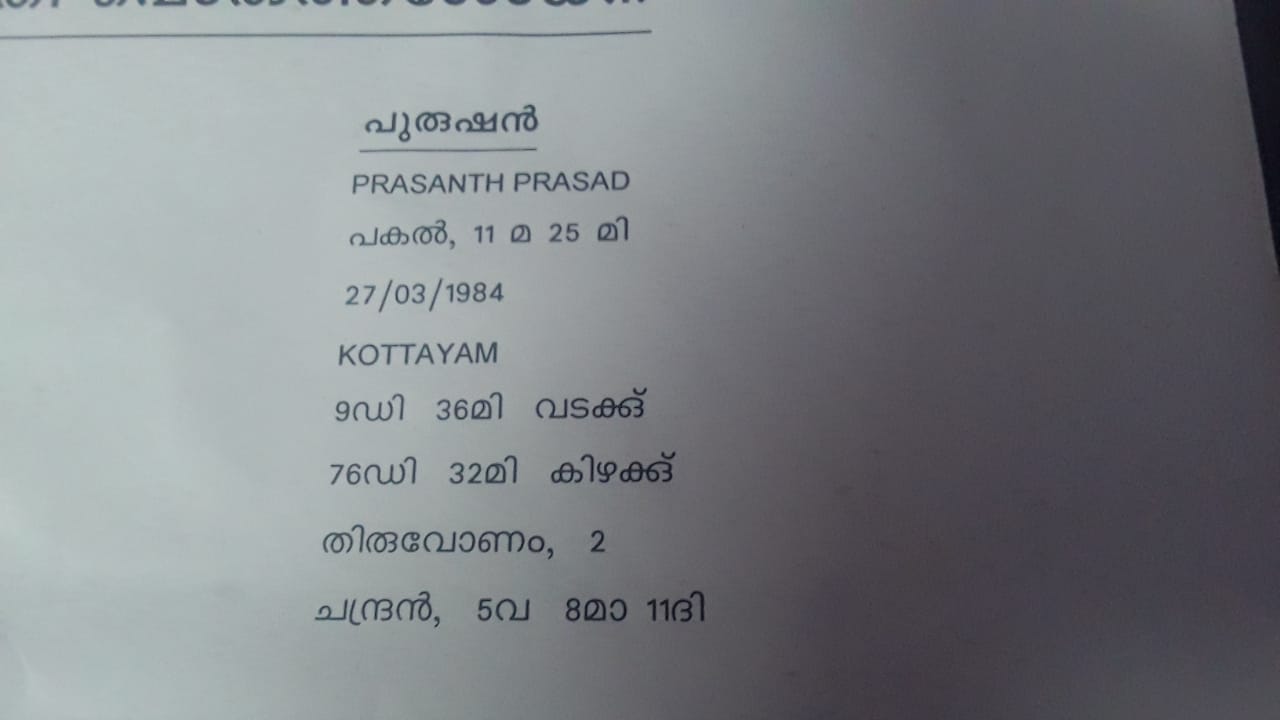 പുരുഷൻ
PRASANTH PRASAD
പകൽ, 11 മ 25 മി
27/03/1984
KOTTAYAM
9ഡി 36മി വടക്കു്
76ഡി 32മി കിഴക്കു്
തിരുവോണം, 2
ചന്ദ്രൻ, 5വ 8മാ 11ദി